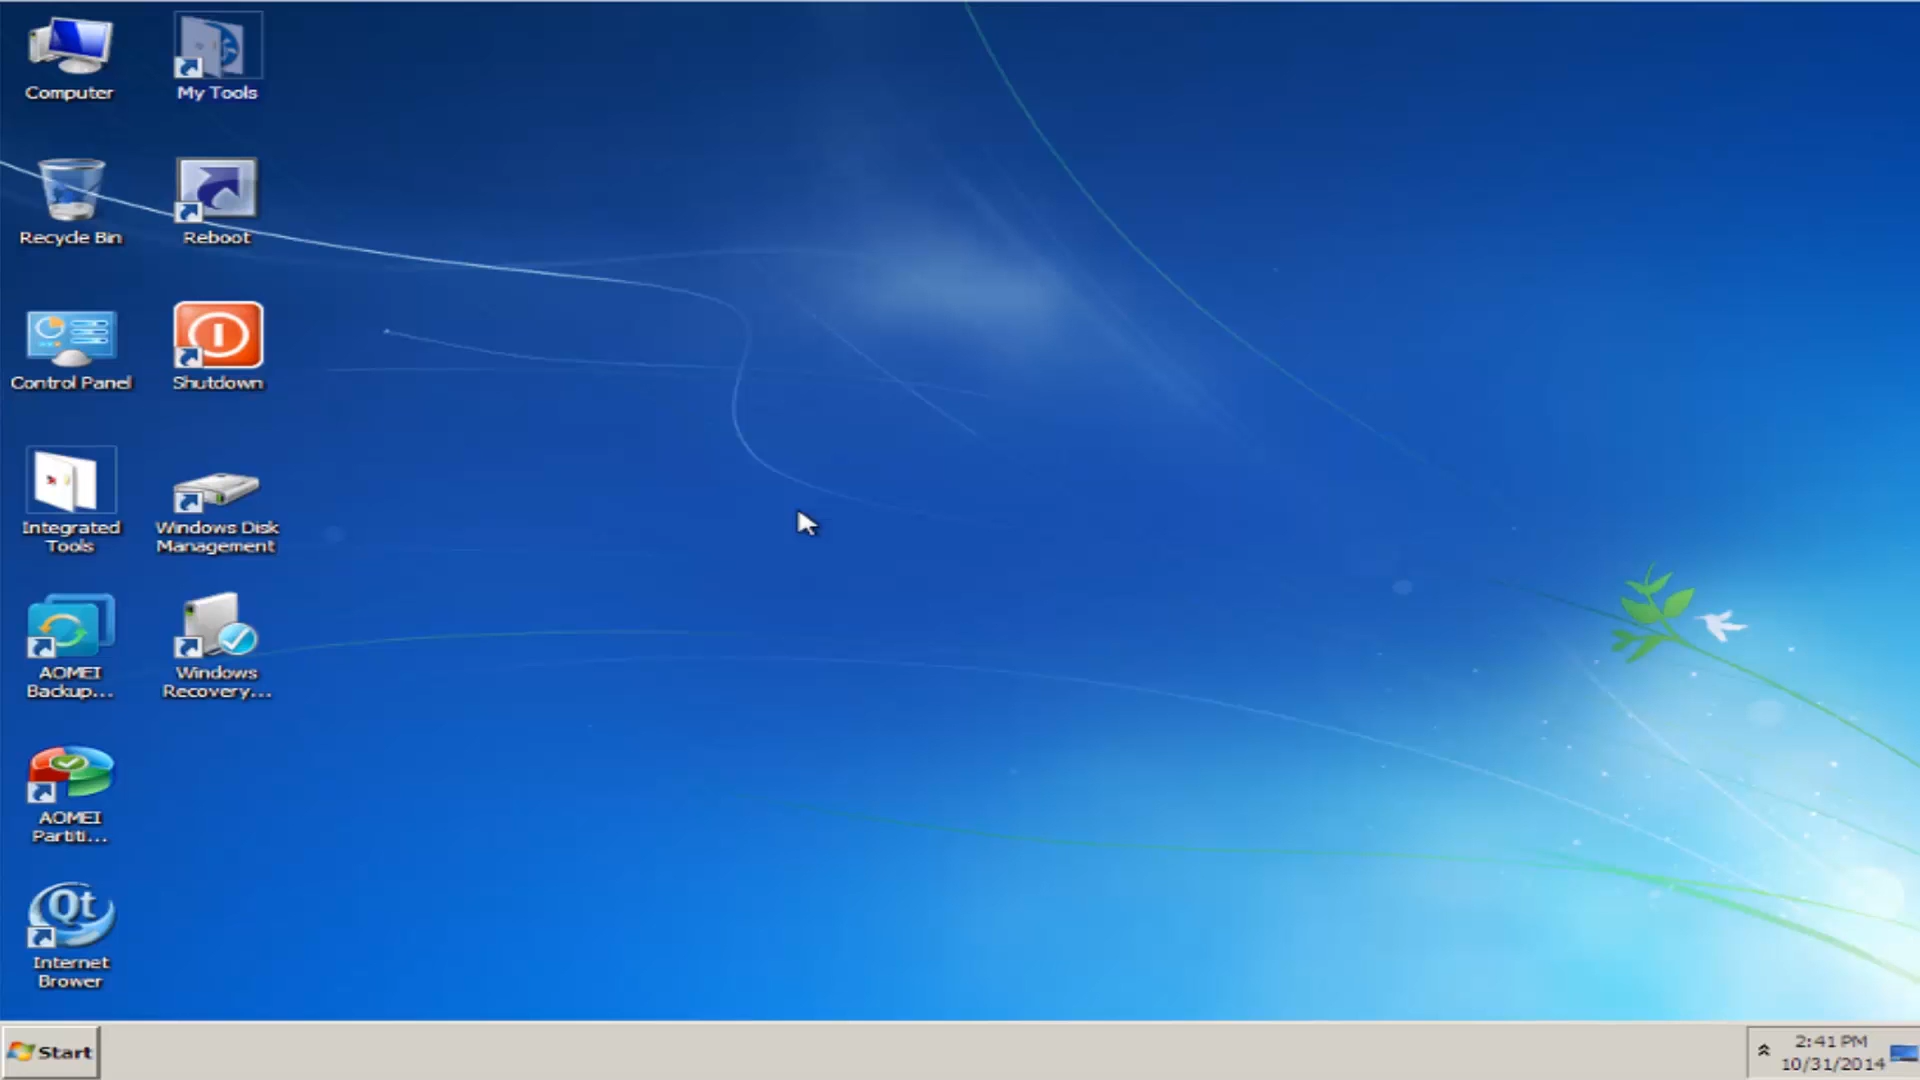 Computer
My Tools
Recycle Bin
Reboot
Control Panel
Shutdown
Integrated
Tools
Windows Disk
Management
AOMEI
Backup...
Windows
Recovery...
AOMEI
Partiti...
Qt
Internet
Brower
Start
2:41 PM
10/31/2014